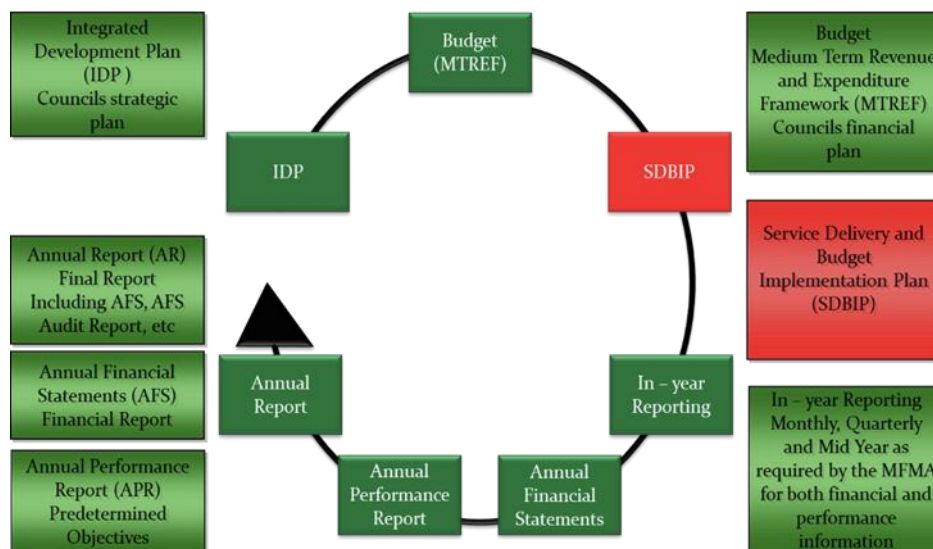 Integrated
Development Plan
(IDP )
Councils strategic
plan
Budget
(MTREF)
Budget
Medium Term Revenue
and Expenditure
Framework (MTREF)
Councils financial
plan
IDP
SDBIP
Service Delivery and
Budget
Implementation Plan
(SDBIP)
Annual Report (AR)
Final Report
Including AFS, AFS
Audit Report, etc
Annual Financial
Statements (AFS)
Financial Report
Annual Performance
Report (APR)
Predetermined
Objectives
Annual
Report
In – year
Reporting
Annual
Performance
Report
Annual
Financial
Statements
In – year Reporting
Monthly, Quarterly
and Mid Year as
required by the MFMA
for both financial and
performance
information